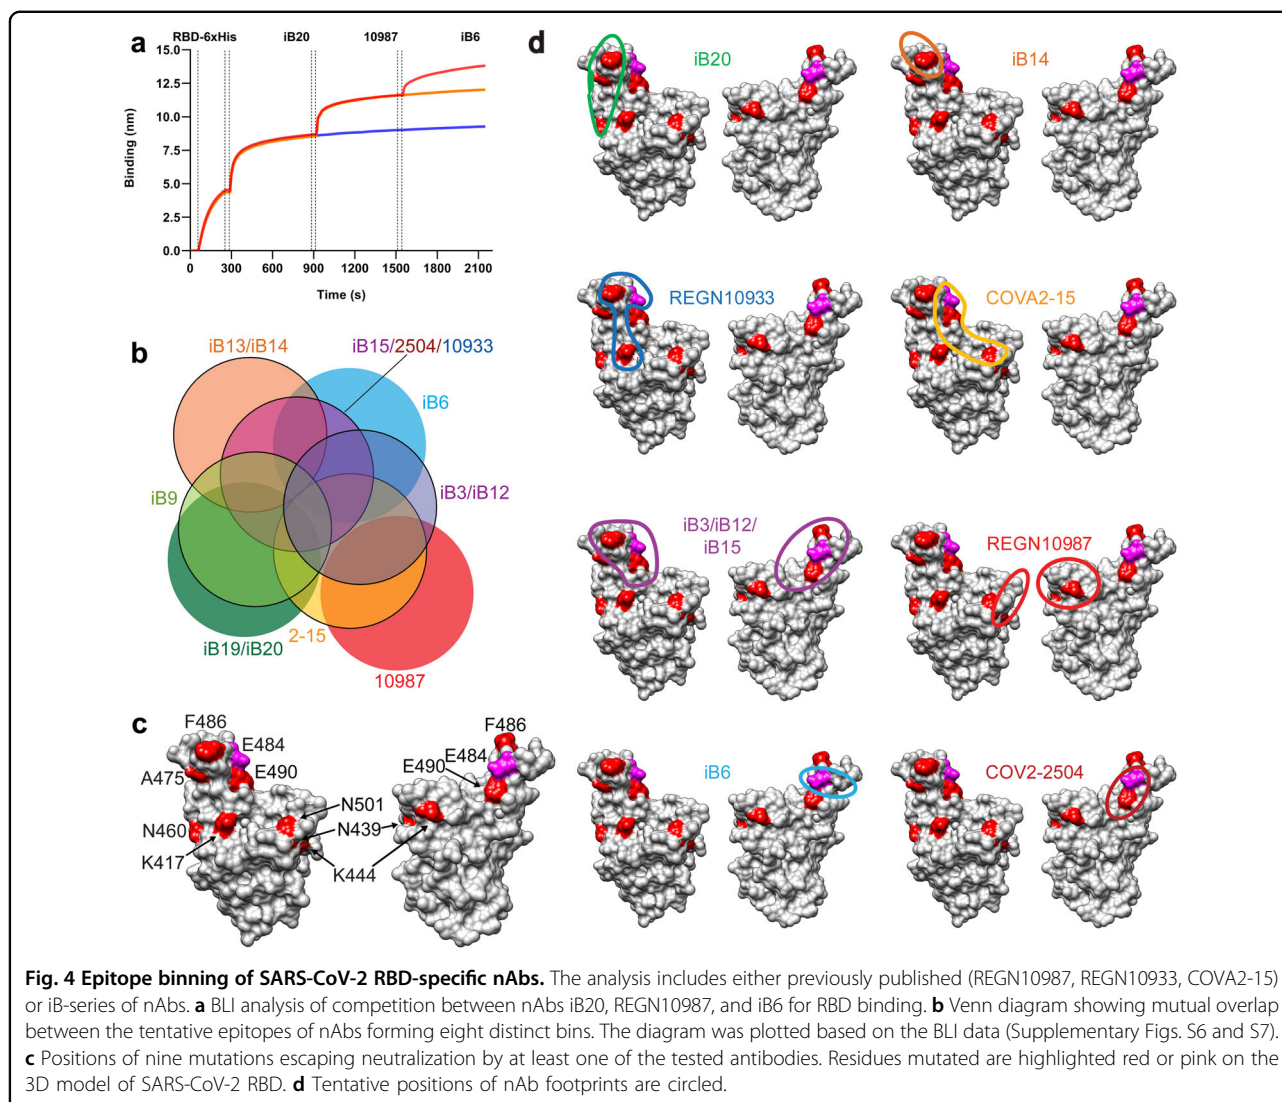 a
RBD-6xHis iB20 10987 iB6
15.0
12.5
10.0
7.5
5.0
2.5
0.0
Binding (nm)
0 300 600 900 1200 1500 1800 2100
Time (s)
b
iB13/iB14
iB15/2504/10933
iB6
iB9
iB3/iB12
iB19/iB20
2-15
10987
c
F486
E484
A475
E490
N501
N460
N439
K417
K444
F486
E484
E490
d
iB20
iB14
REGN10933
COVA2-15
iB3/iB12/
iB15
REGN10987
iB6
COV2-2504
Fig. 4 Epitope binning of SARS-CoV-2 RBD-specific nAbs. The analysis includes either previously published (REGN10987, REGN10933, COVA2-15)
or iB-series of nAbs. a BLI analysis of competition between nAbs iB20, REGN10987, and iB6 for RBD binding. b Venn diagram showing mutual overlap
between the tentative epitopes of nAbs forming eight distinct bins. The diagram was plotted based on the BLI data (Supplementary Figs. S6 and S7).
c Positions of nine mutations escaping neutralization by at least one of the tested antibodies. Residues mutated are highlighted red or pink on the
3D model of SARS-CoV-2 RBD. d Tentative positions of nAb footprints are circled.